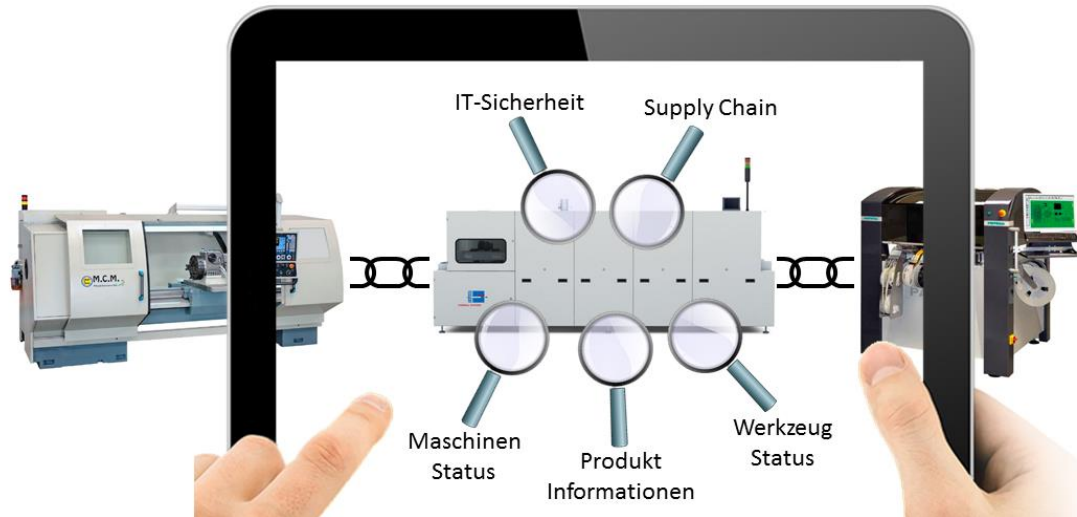 IT-Sicherheit
Supply Chain
M.C.M.
Maschinen
Status
Produkt
Informationen
Werkzeug
Status